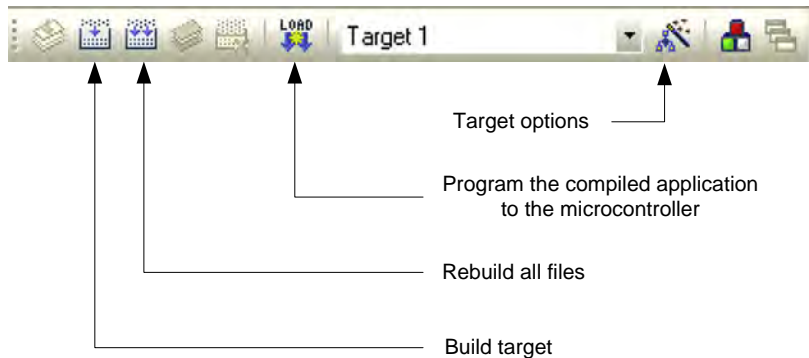 LOAD
Target 1
Target options
Program the compiled application
to the microcontroller
Rebuild all files
Build target